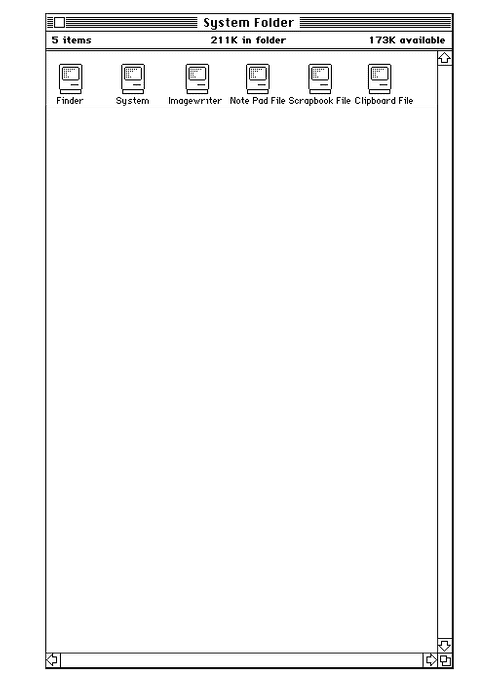 System Folder
5 items 211K in folder 173K available
Finder System Imagewriter Note Pad File Scrapbook File Clipboard File